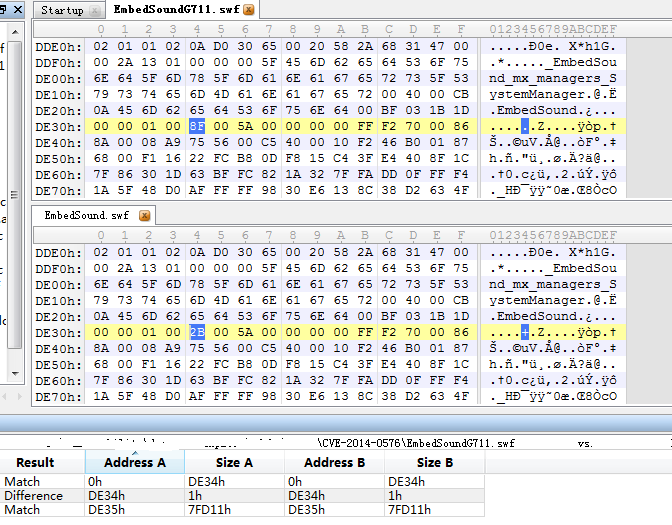 Startup
EmbedSoundG711.swf
0 1 2 3 4 5 6 7 8 9 A B C D E F 0123456789ABCDEF
DDE0h: 02 01 01 02 0A D0 30 65 00 20 58 2A 68 31 47 00 .....Ð0e. X*h1G.
DDF0h: 00 2A 13 01 00 00 00 5F 45 6D 62 65 64 53 6F 75 .*....._EmbedSou
DE00h: 6E 64 5F 6D 78 5F 6D 61 6E 61 67 65 72 73 5F 53 nd_mx_managers_S
DE10h: 79 73 74 65 6D 4D 61 6E 61 67 65 72 00 40 00 CB ystemManager.@.Ë
DE20h: 0A 45 6D 62 65 64 53 6F 75 6E 64 00 BF 03 1B 1D .EmbedSound.¿...
DE30h: 00 00 01 00 8F 00 5A 00 00 00 00 FF F2 70 00 86 ......Z....ÿòp.†
DE40h: 8A 00 08 A9 75 56 00 C5 40 00 10 F2 46 B0 01 87 Š..©uV.Å@..òF°.‡
DE50h: 68 00 F1 16 22 FC B8 0D F8 15 C4 3F E4 40 8F 1C h.ñ."ü¸.ø.Ä?ä@..
DE60h: 7F 86 30 1D 63 BF FC 82 1A 32 7F FA DD 0F FF F4 .†0.c¿ü‚.2.úÝ.ÿô
DE70h: 1A 5F 48 D0 AF FF FF 98 30 E6 13 8C 38 D2 63 4F ._HÐ¯ÿÿ˜0æ.Œ8ÒcO
EmbedSound.swf
0 1 2 3 4 5 6 7 8 9 A B C D E F 0123456789ABCDEF
DDE0h: 02 01 01 02 0A D0 30 65 00 20 58 2A 68 31 47 00 .....Ð0e. X*h1G.
DDF0h: 00 2A 13 01 00 00 00 5F 45 6D 62 65 64 53 6F 75 .*....._EmbedSou
DE00h: 6E 64 5F 6D 78 5F 6D 61 6E 61 67 65 72 73 5F 53 nd_mx_managers_S
DE10h: 79 73 74 65 6D 4D 61 6E 61 67 65 72 00 40 00 CB ystemManager.@.Ë
DE20h: 0A 45 6D 62 65 64 53 6F 75 6E 64 00 BF 03 1B 1D .EmbedSound.¿...
DE30h: 00 00 01 00 2B 00 5A 00 00 00 00 FF F2 70 00 86 ....+.Z....ÿòp.†
DE40h: 8A 00 08 A9 75 56 00 C5 40 00 10 F2 46 B0 01 87 Š..©uV.Å@..òF°.‡
DE50h: 68 00 F1 16 22 FC B8 0D F8 15 C4 3F E4 40 8F 1C h.ñ."ü¸.ø.Ä?ä@..
DE60h: 7F 86 30 1D 63 BF FC 82 1A 32 7F FA DD 0F FF F4 .†0.c¿ü‚.2.úÝ.ÿô
DE70h: 1A 5F 48 D0 AF FF FF 98 30 E6 13 8C 38 D2 63 4F ._HÐ¯ÿÿ˜0æ.Œ8ÒcO
\CVE-2014-0576\EmbedSoundG711.swf vs.
Result Address A Size A Address B Size B
Match 0h DE34h 0h DE34h
Difference DE34h 1h DE34h 1h
Match DE35h 7FD11h DE35h 7FD11h